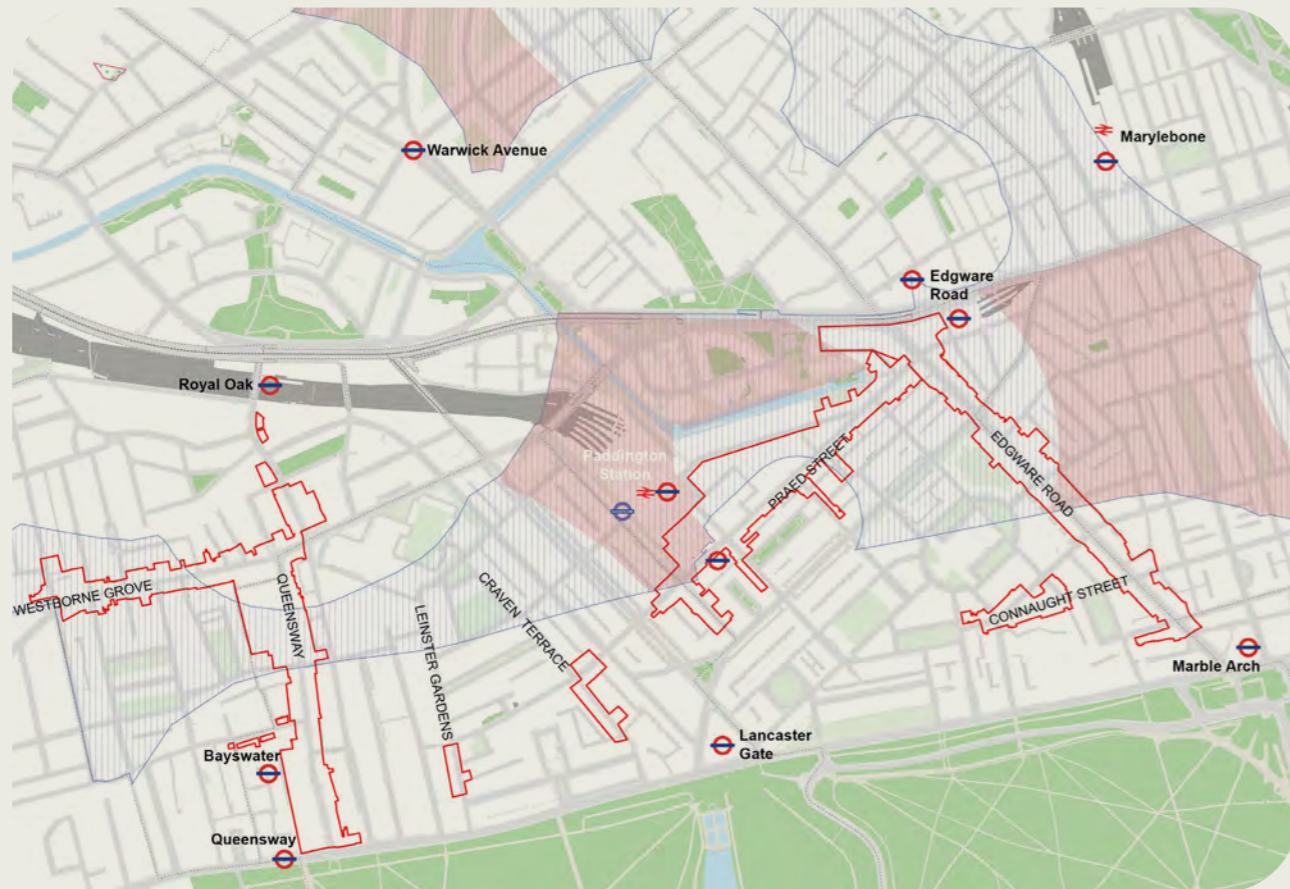 Warwick Avenue
Marylebone
Edgware
Road
Royal Oak
Paddington
Station
PRAED STREET
EDGWARE ROAD
WESTBORNE GROVE
QUEENSWAY
LEINSTER GARDENS
CRAVEN TERRACE
CONNAUGHT STREET
Marble Arch
Lancaster
Gate
Bayswater
Queensway